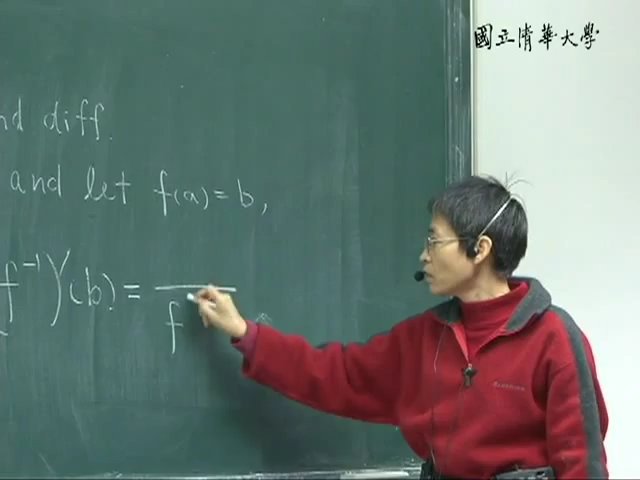 國立清華大學
nd diff.
and let f(a) = b,
f⁻¹)'(b) = ―
f